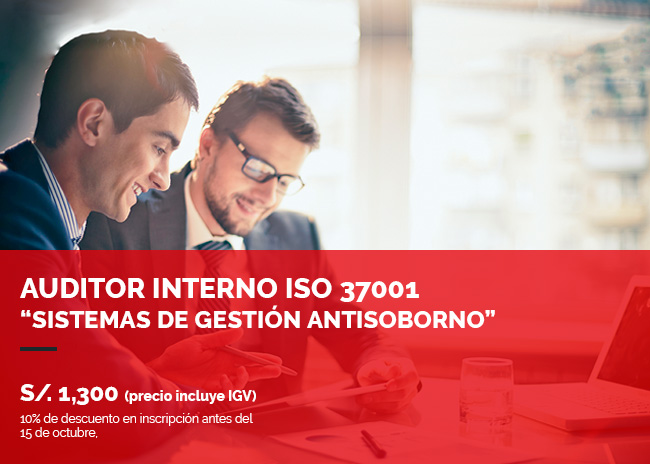 AUDITOR INTERNO ISO 37001
“SISTEMAS DE GESTIÓN ANTISOBORNO”
S/. 1,300 (precio incluye IGV)
10% de descuento en inscripción antes del
15 de octubre,